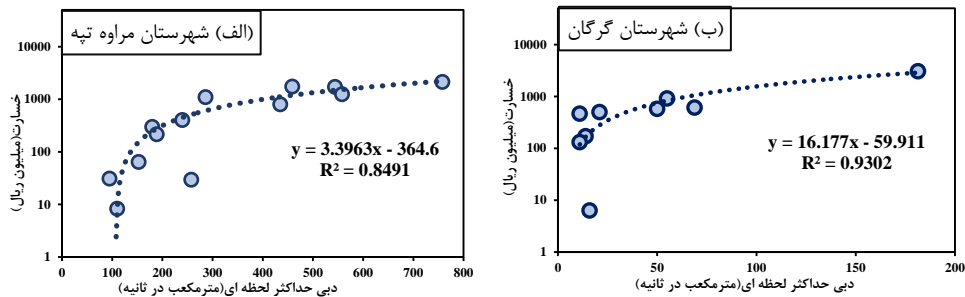 (الف) شهرستان مراوه تپه
خسارت(میلیون ریال)
10000
1000
100
10
1
y = 3.3963x - 364.6
R² = 0.8491
0 100 200 300 400 500 600 700 800
دبی حداکثر لحظه ای(مترمکعب در ثانیه)
(ب) شهرستان گرگان
خسارت(میلیون ریال)
10000
1000
100
10
1
y = 16.177x - 59.911
R² = 0.9302
0 50 100 150 200
دبی حداکثر لحظه ای(مترمکعب در ثانیه)